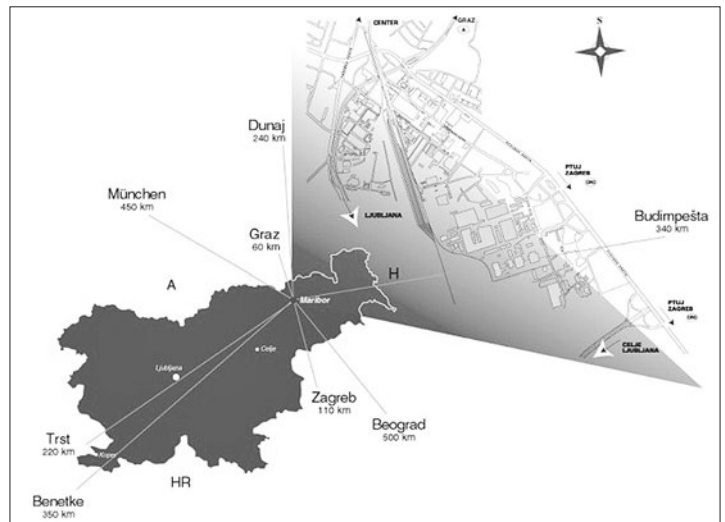 CENTER
GRAZ
S
Dunaj
240 km
München
450 km
PTUJ
ZAGREB
LJUBLJANA
Budimpešta
340 km
Graz
60 km
A
H
Maribor
PTUJ
ZAGREB
Celje
CELJE
LJUBLJANA
Ljubljana
Zagreb
110 km
Beograd
500 km
Trst
220 km
Koper
HR
Benetke
350 km